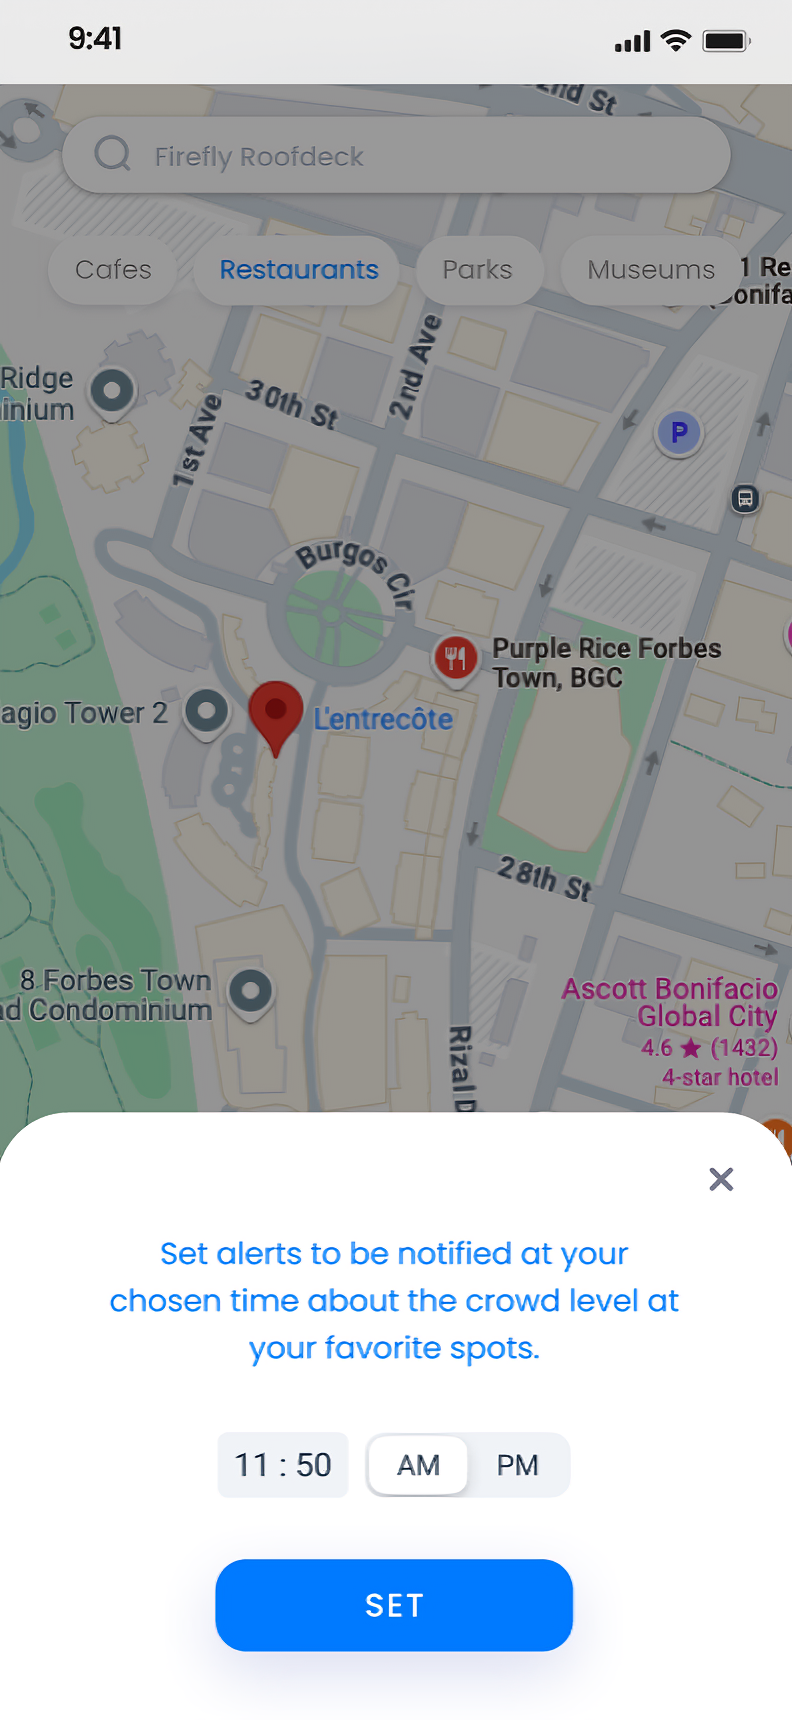 9:41
2nd St
Firefly Roofdeck
Cafes
Restaurants
Parks
Museums
1 Re
Bonifa
Ridge
inium
30th St
2nd Ave
1st Ave
P
Burgos Cir
Purple Rice Forbes
Town, BGC
agio Tower 2
L'entrecôte
28th St
8 Forbes Town
nd Condominium
Ascott Bonifacio
Global City
4.6 ★ (1432)
4-star hotel
Rizal D
Set alerts to be notified at your
chosen time about the crowd level at
your favorite spots.
11 : 50
AM
PM
SET